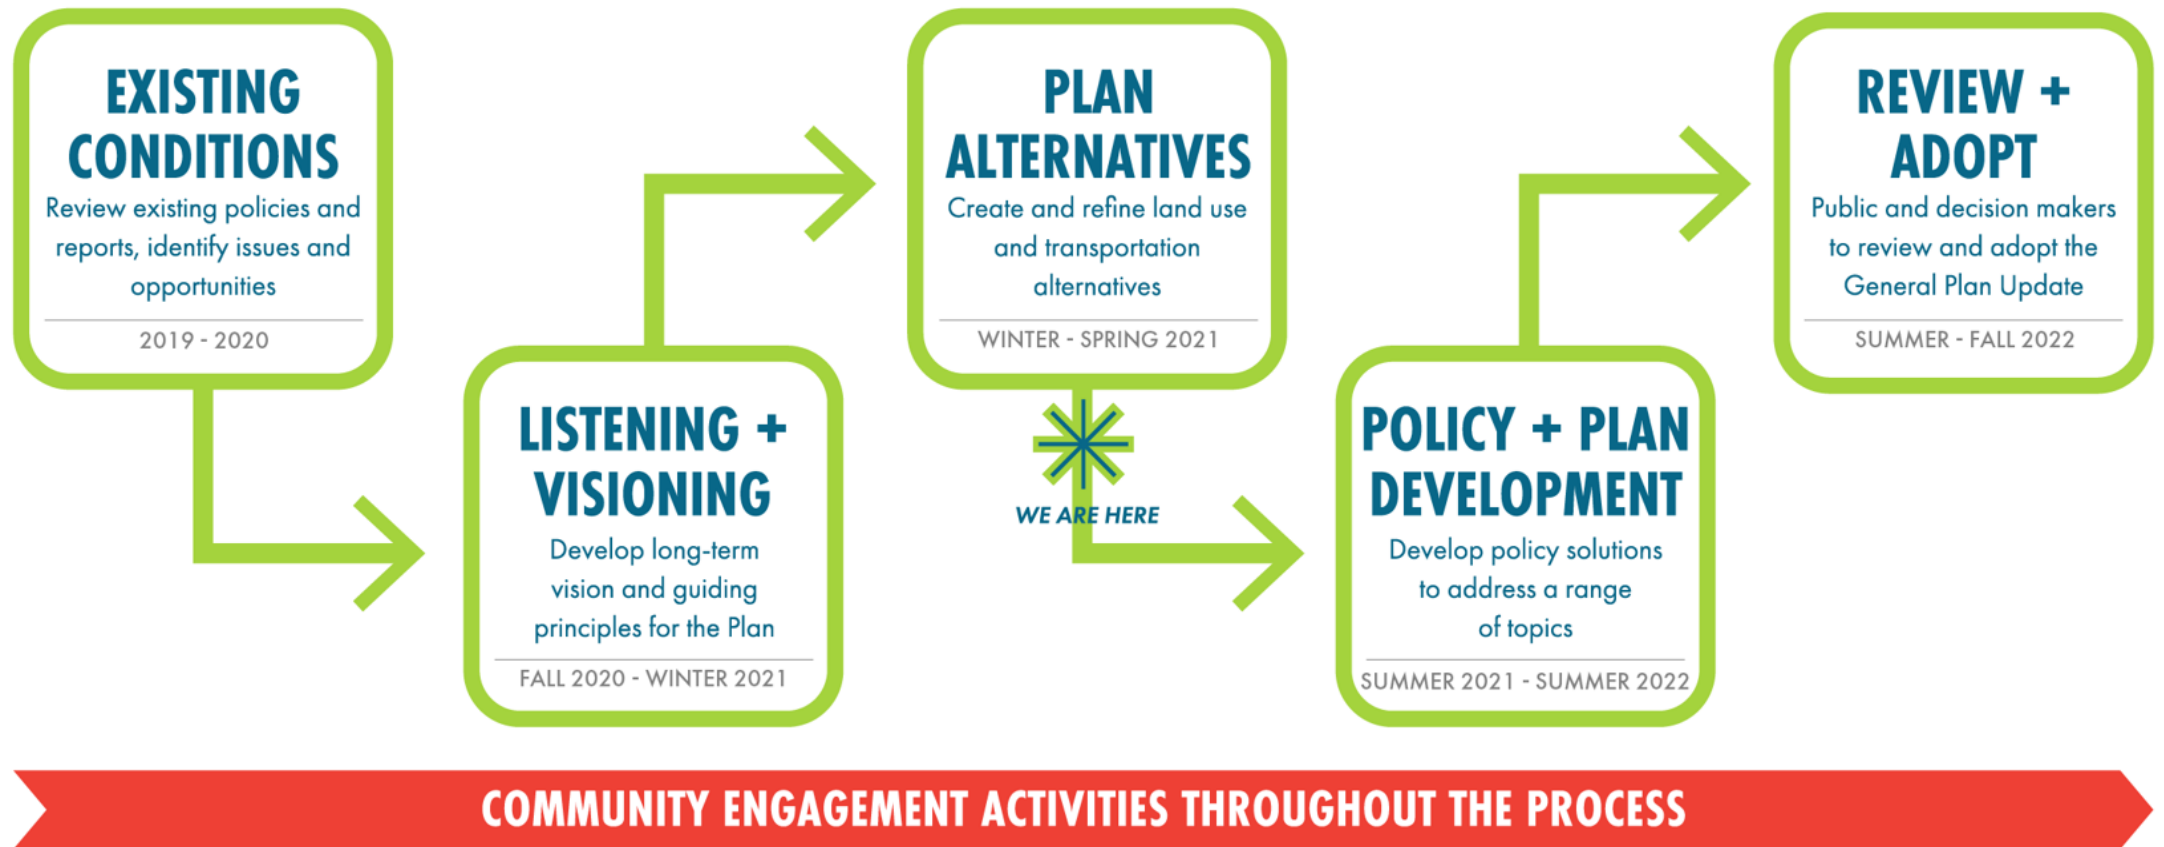 EXISTING
CONDITIONS
Review existing policies and
reports, identify issues and
opportunities
2019 - 2020
LISTENING +
VISIONING
Develop long-term
vision and guiding
principles for the Plan
FALL 2020 - WINTER 2021
PLAN
ALTERNATIVES
Create and refine land use
and transportation
alternatives
WINTER - SPRING 2021
WE ARE HERE
POLICY + PLAN
DEVELOPMENT
Develop policy solutions
to address a range
of topics
SUMMER 2021 - SUMMER 2022
REVIEW +
ADOPT
Public and decision makers
to review and adopt the
General Plan Update
SUMMER - FALL 2022
COMMUNITY ENGAGEMENT ACTIVITIES THROUGHOUT THE PROCESS